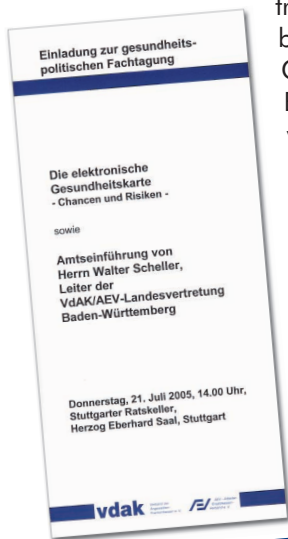 Einladung zur gesundheits-
politischen Fachtagung
Die elektronische
Gesundheitskarte
- Chancen und Risiken -
sowie
Amtseinführung von
Herrn Walter Scheller,
Leiter der
VdAK/AEV-Landesvertretung
Baden-Württemberg
Donnerstag, 21. Juli 2005, 14.00 Uhr,
Stuttgarter Ratskeller,
Herzog Eberhard Saal, Stuttgart
vdak